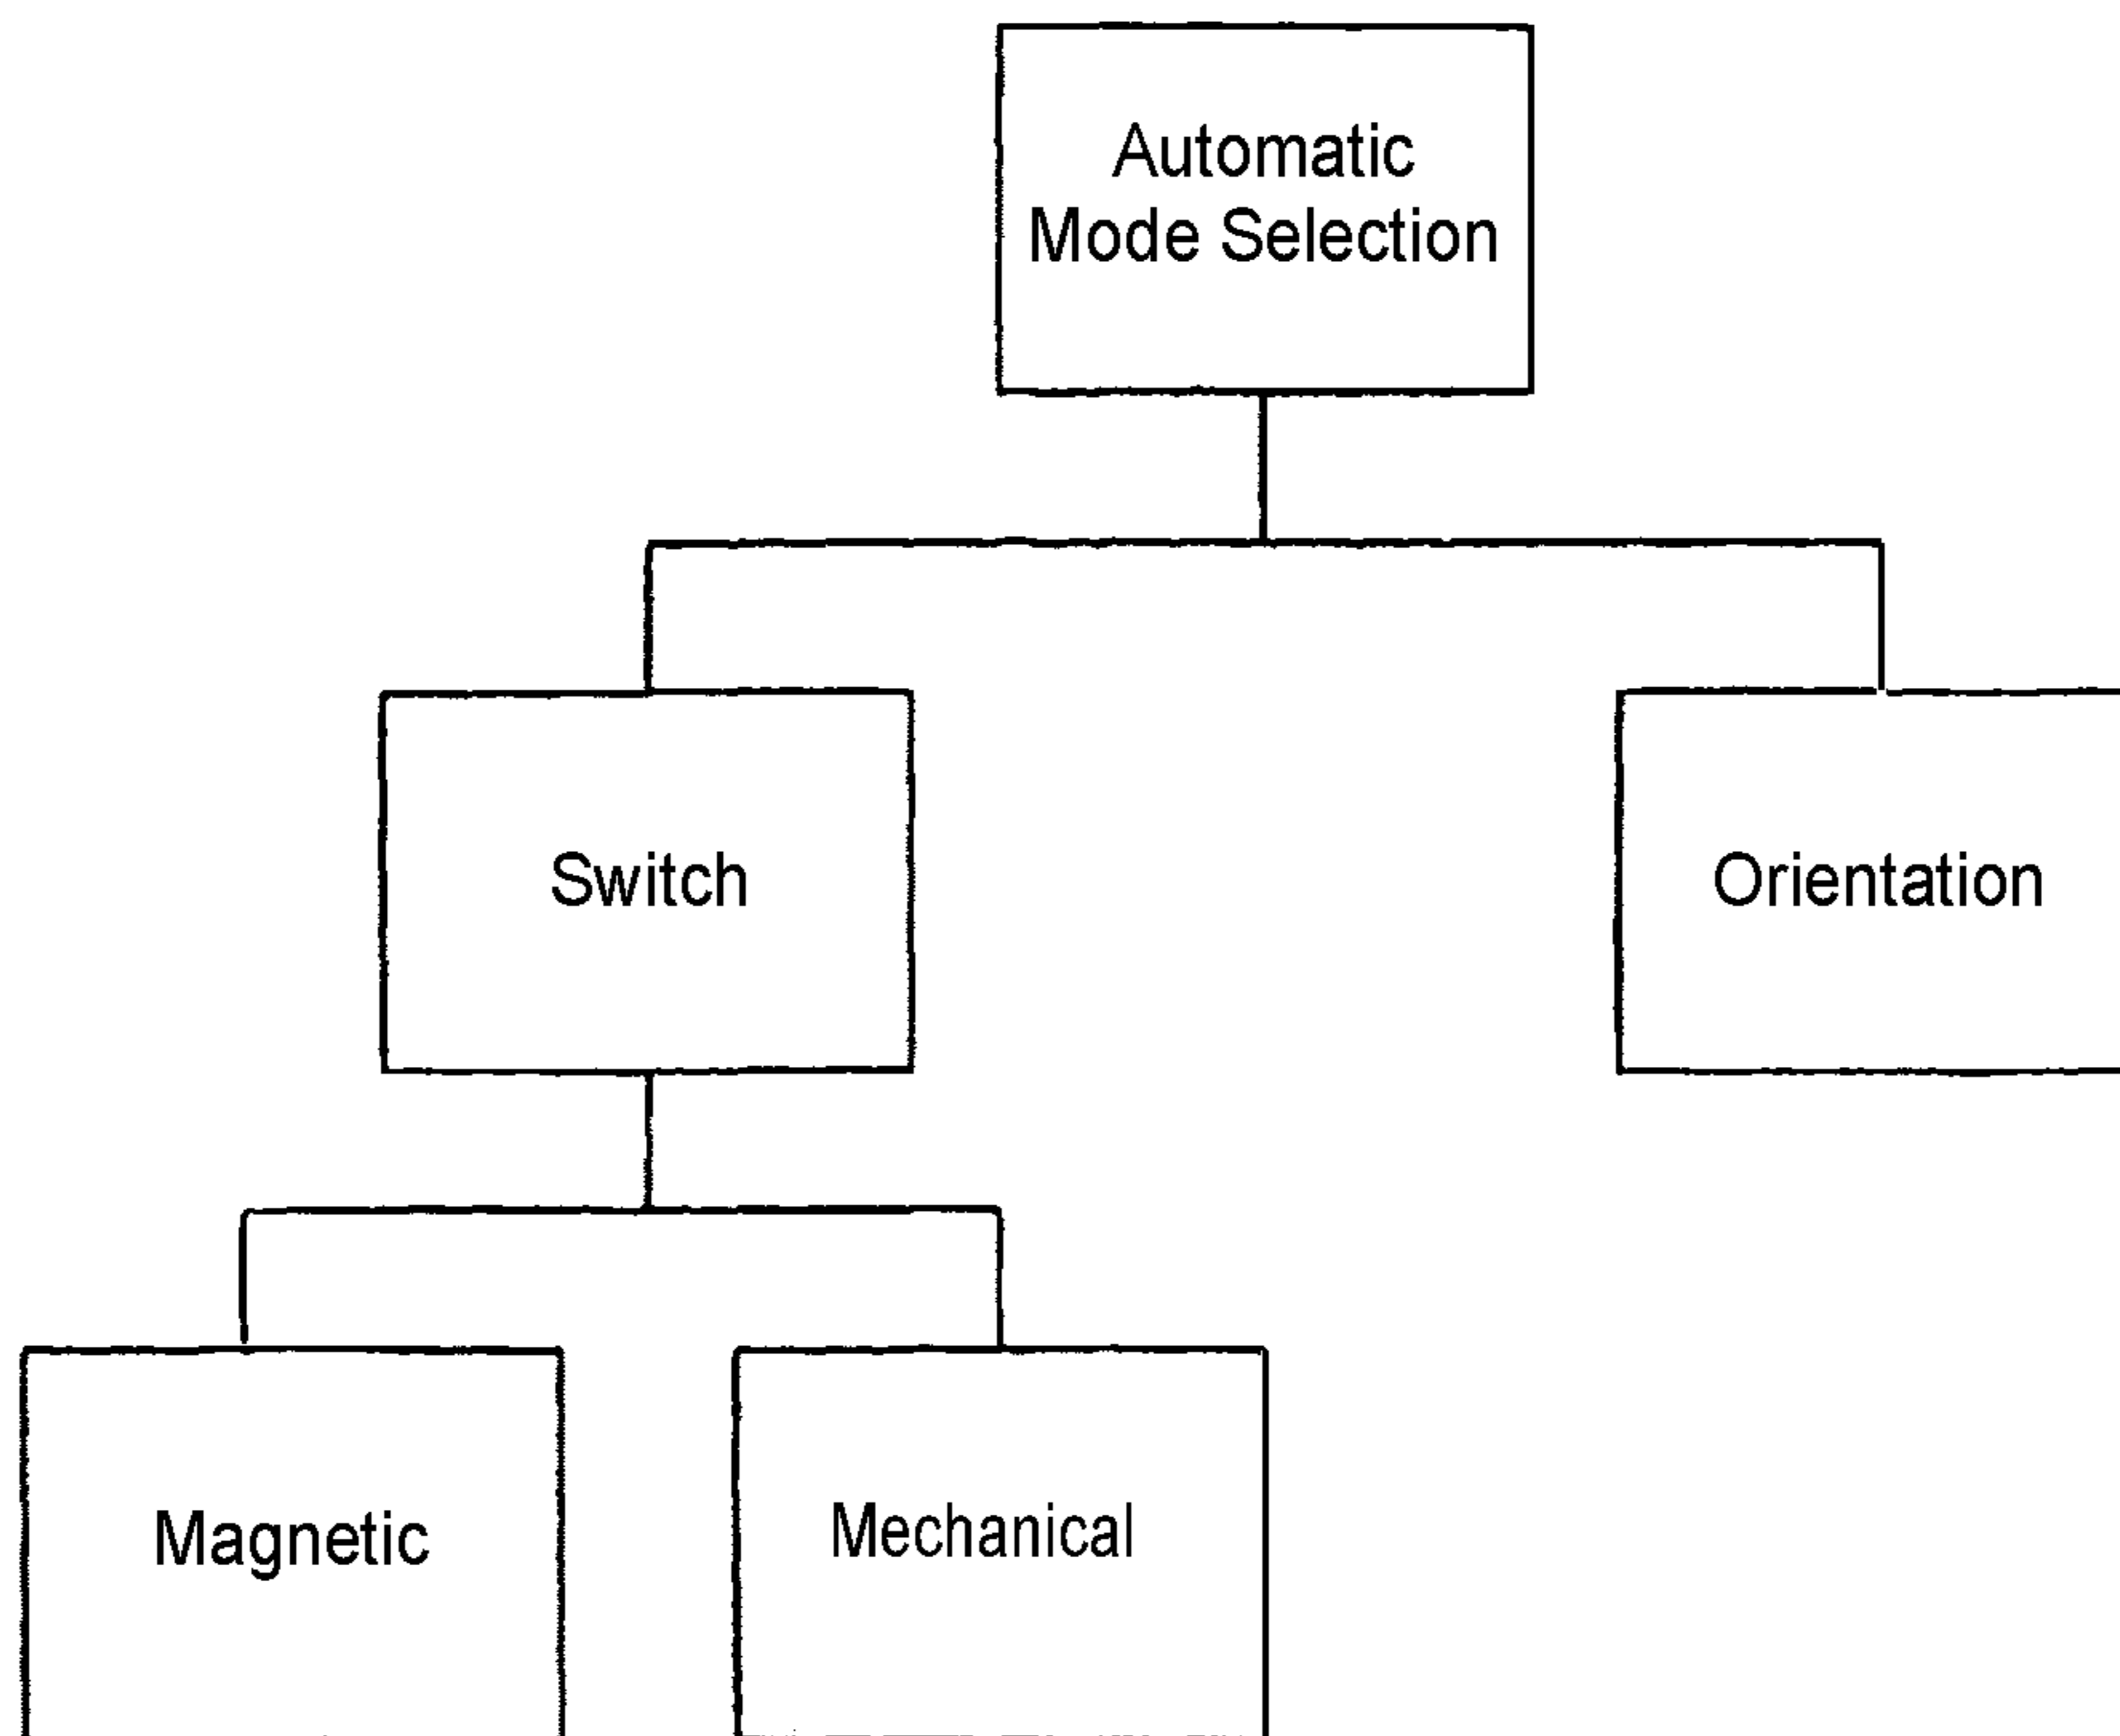 Automatic
Mode Selection
Switch
Orientation
Magnetic
Mechanical